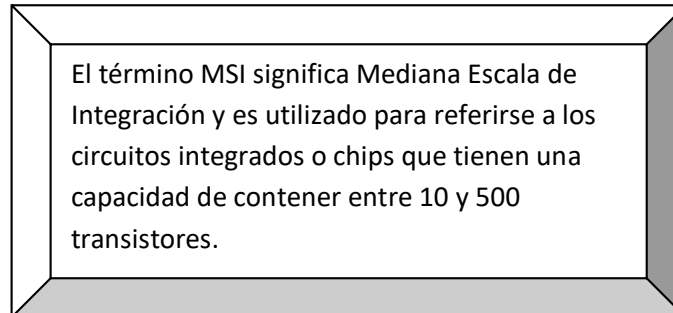 El término MSI significa Mediana Escala de
Integración y es utilizado para referirse a los
circuitos integrados o chips que tienen una
capacidad de contener entre 10 y 500
transistores.